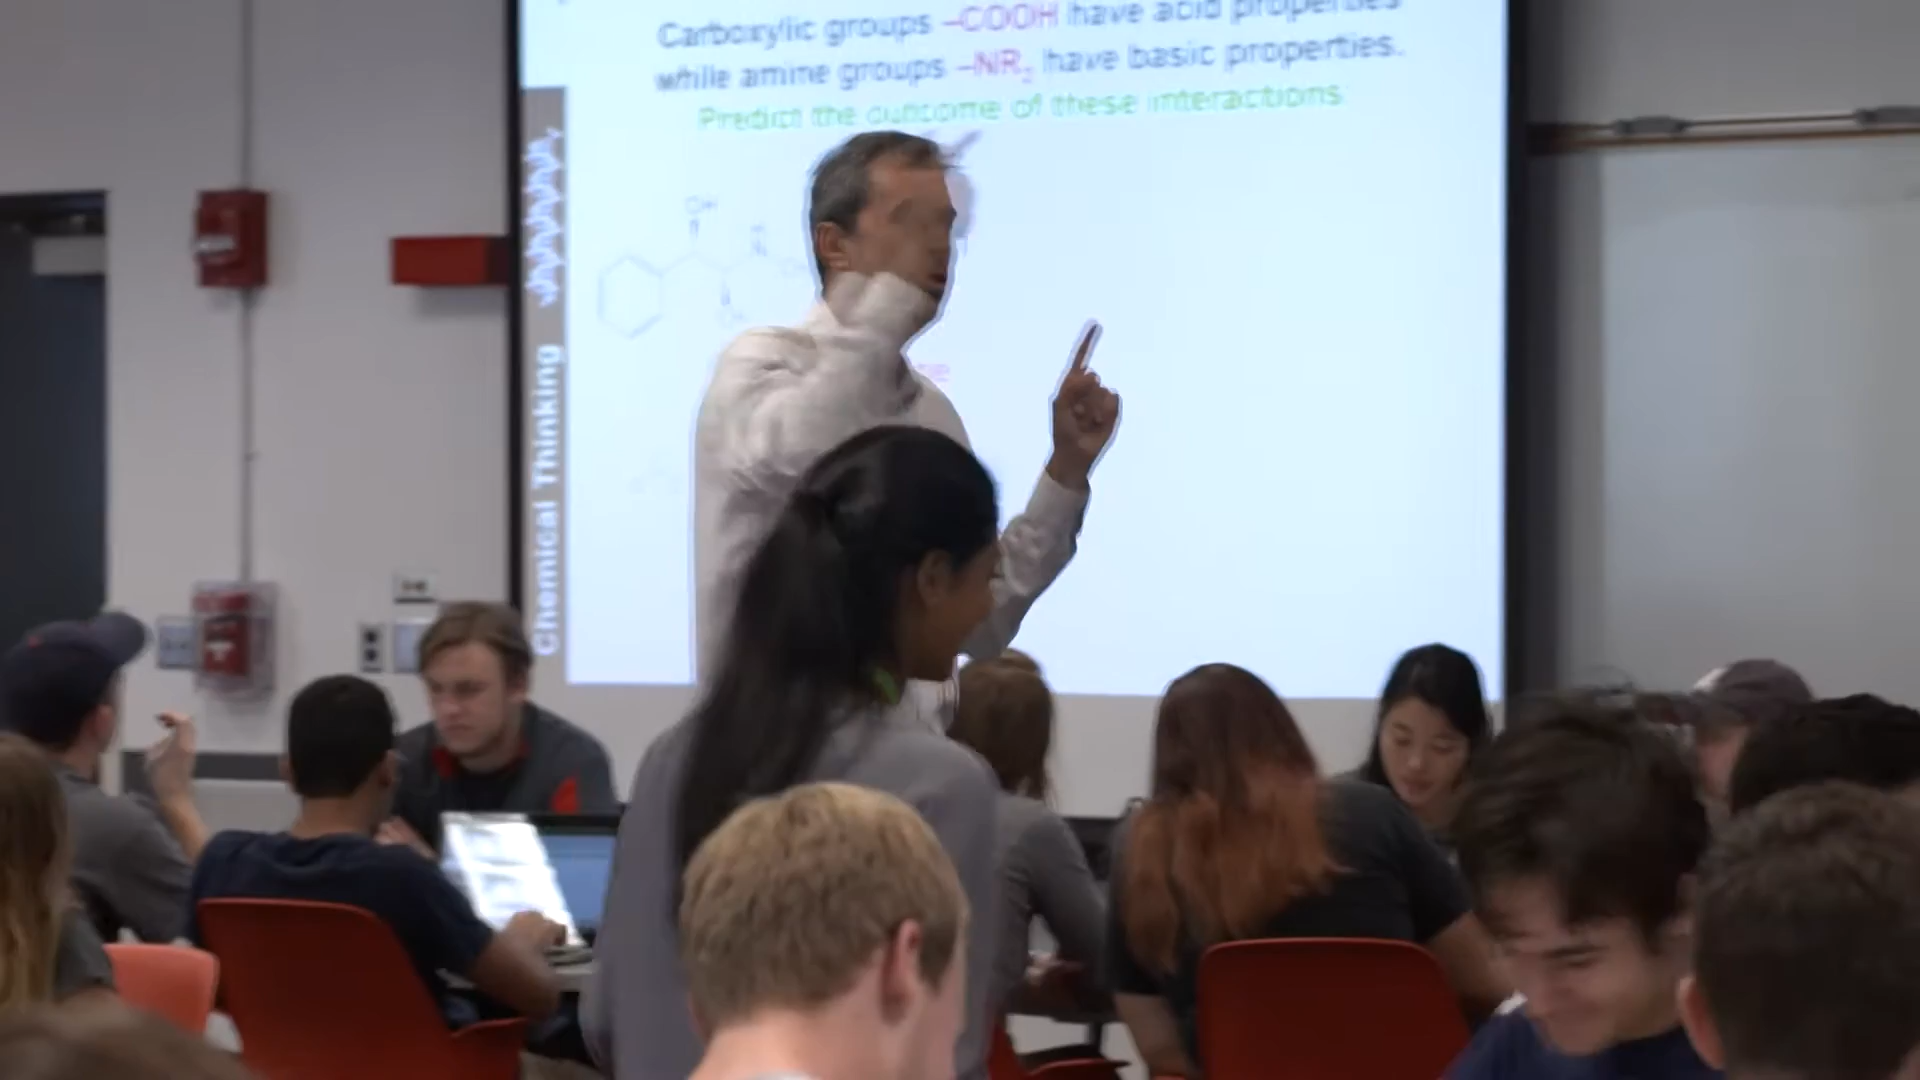 Carboxylic groups –COOH have acid properties
while amine groups –NR₂ have basic properties.
Predict the outcome of these interactions:
OH
Chemical Thinking